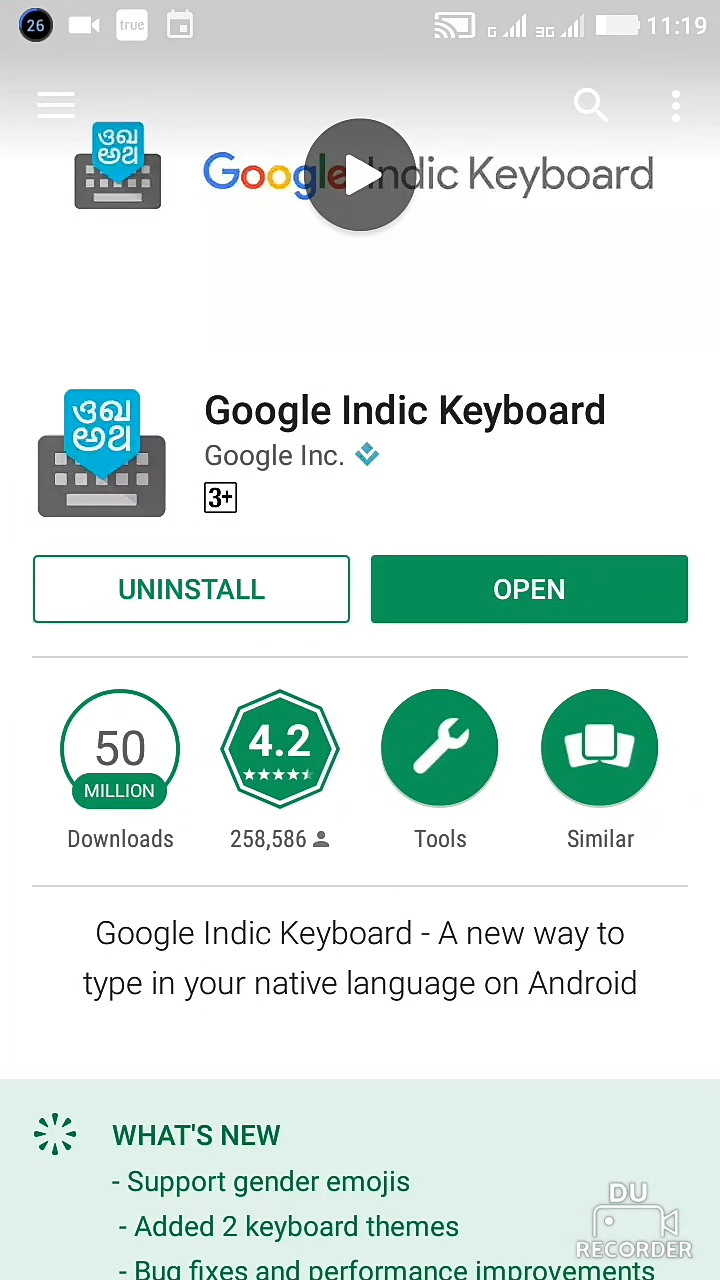 26 true G 3G 11:19
Google Indic Keyboard
Google Indic Keyboard
Google Inc.
3+
UNINSTALL OPEN
50 4.2
MILLION
Downloads 258,586 Tools Similar
Google Indic Keyboard - A new way to
type in your native language on Android
WHAT'S NEW
- Support gender emojis
- Added 2 keyboard themes
- Bug fixes and performance improvements
DU
RECORDER